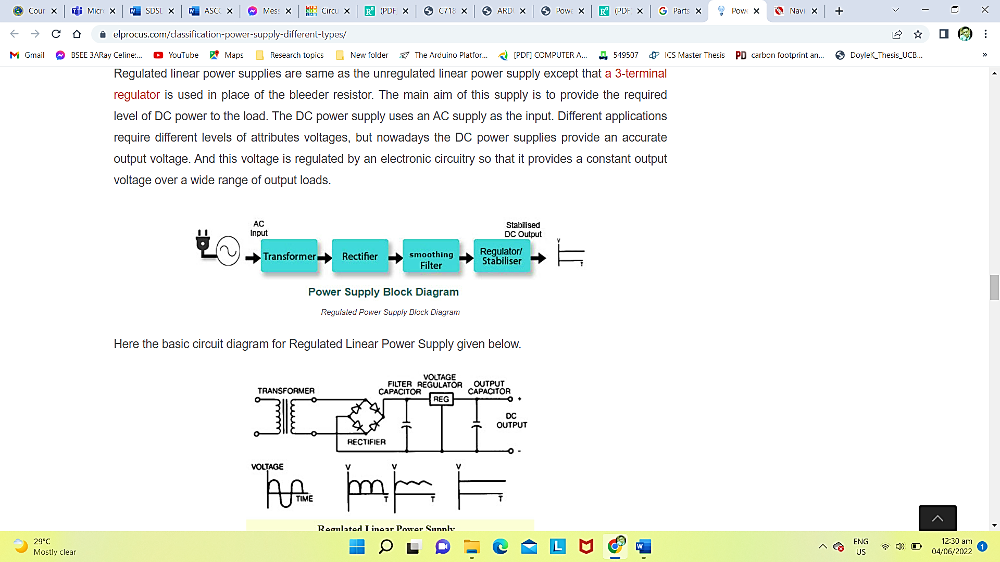 Cour
Micr
SDSD
ASCC
Mess
Circu
(PDF
C718
ARDU
Powe
(PDF
Parts
Powe
Navi
elprocus.com/classification-power-supply-different-types/
Gmail
BSEE 3ARay Celine:...
YouTube
Maps
Research topics
New folder
The Arduino Platfor...
[PDF] COMPUTER A...
549507
ICS Master Thesis
PD carbon footprint an...
DoyleK_Thesis_UCB...
»
Regulated linear power supplies are same as the unregulated linear power supply except that a 3-terminal
regulator is used in place of the bleeder resistor. The main aim of this supply is to provide the required
level of DC power to the load. The DC power supply uses an AC supply as the input. Different applications
require different levels of attributes voltages, but nowadays the DC power supplies provide an accurate
output voltage. And this voltage is regulated by an electronic circuitry so that it provides a constant output
voltage over a wide range of output loads.
AC
Input
Stabilised
DC Output
Transformer
Rectifier
smoothing
Filter
Regulator/
Stabiliser
V
T
Power Supply Block Diagram
Regulated Power Supply Block Diagram
Here the basic circuit diagram for Regulated Linear Power Supply given below.
TRANSFORMER
FILTER
CAPACITOR
VOLTAGE
REGULATOR
OUTPUT
CAPACITOR
REG
+
DC
OUTPUT
RECTIFIER
-
VOLTAGE
TIME
V
T
V
T
V
T
Regulated Linear Power Supply
29°C
Mostly clear
ENG
US
12:30 am
04/06/2022
1